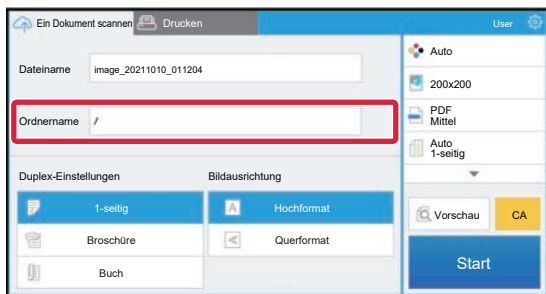 Ein Dokument scannen
Drucken
User
Dateiname
image_20211010_011204
Ordnername
/
Duplex-Einstellungen
Bildausrichtung
1-seitig
A
Hochformat
Broschüre
Querformat
Buch
Auto
200x200
PDF
Mittel
Auto
1-seitig
Vorschau
CA
Start